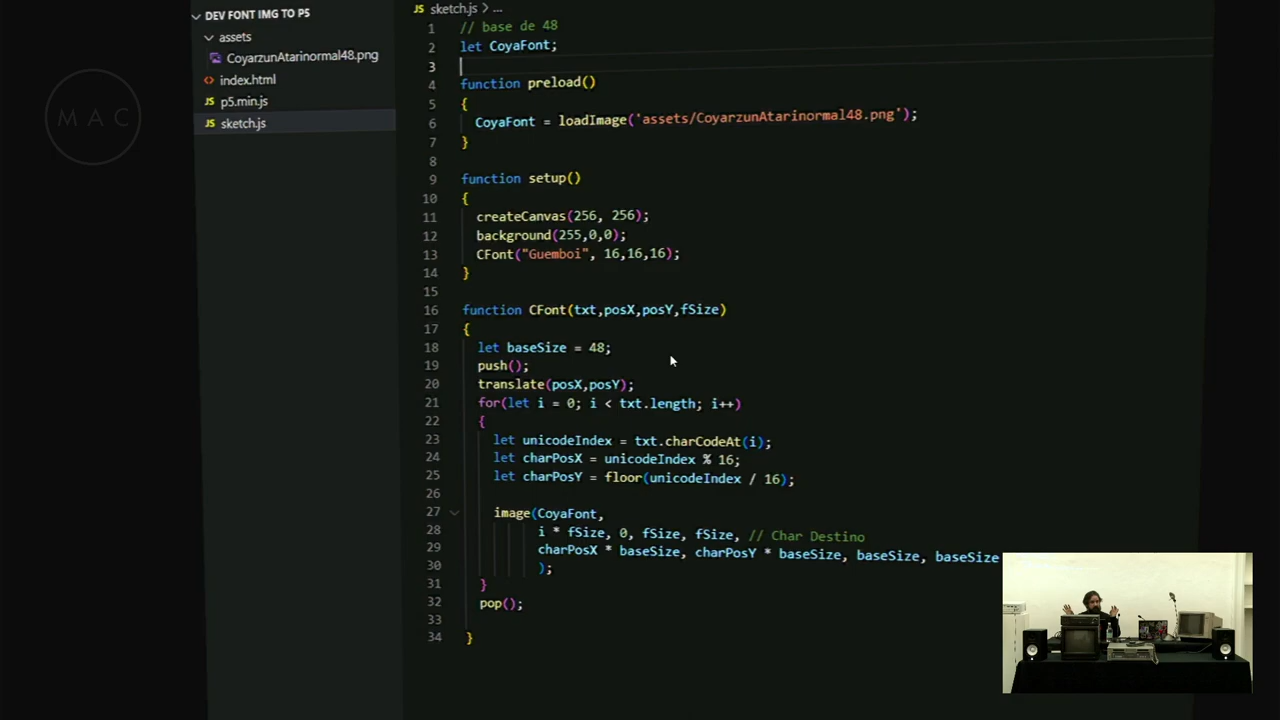 DEV FONT IMG TO P5
assets
CoyarzunAtarinormal48.png
index.html
p5.min.js
sketch.js
MAC
sketch.js > ...
1 // base de 48
2 let CoyaFont;
3
4 function preload()
5 {
6 CoyaFont = loadImage('assets/CoyarzunAtarinormal48.png');
7 }
8
9 function setup()
10 {
11 createCanvas(256, 256);
12 background(255,0,0);
13 CFont("Guemboi", 16,16,16);
14 }
15
16 function CFont(txt,posX,posY,fSize)
17 {
18 let baseSize = 48;
19 push();
20 translate(posX,posY);
21 for(let i = 0; i < txt.length; i++)
22 {
23 let unicodeIndex = txt.charCodeAt(i);
24 let charPosX = unicodeIndex % 16;
25 let charPosY = floor(unicodeIndex / 16);
26
27 image(CoyaFont,
28 i * fSize, 0, fSize, fSize, // Char Destino
29 charPosX * baseSize, charPosY * baseSize, baseSize, baseSize
30 );
31 }
32 pop();
33
34 }